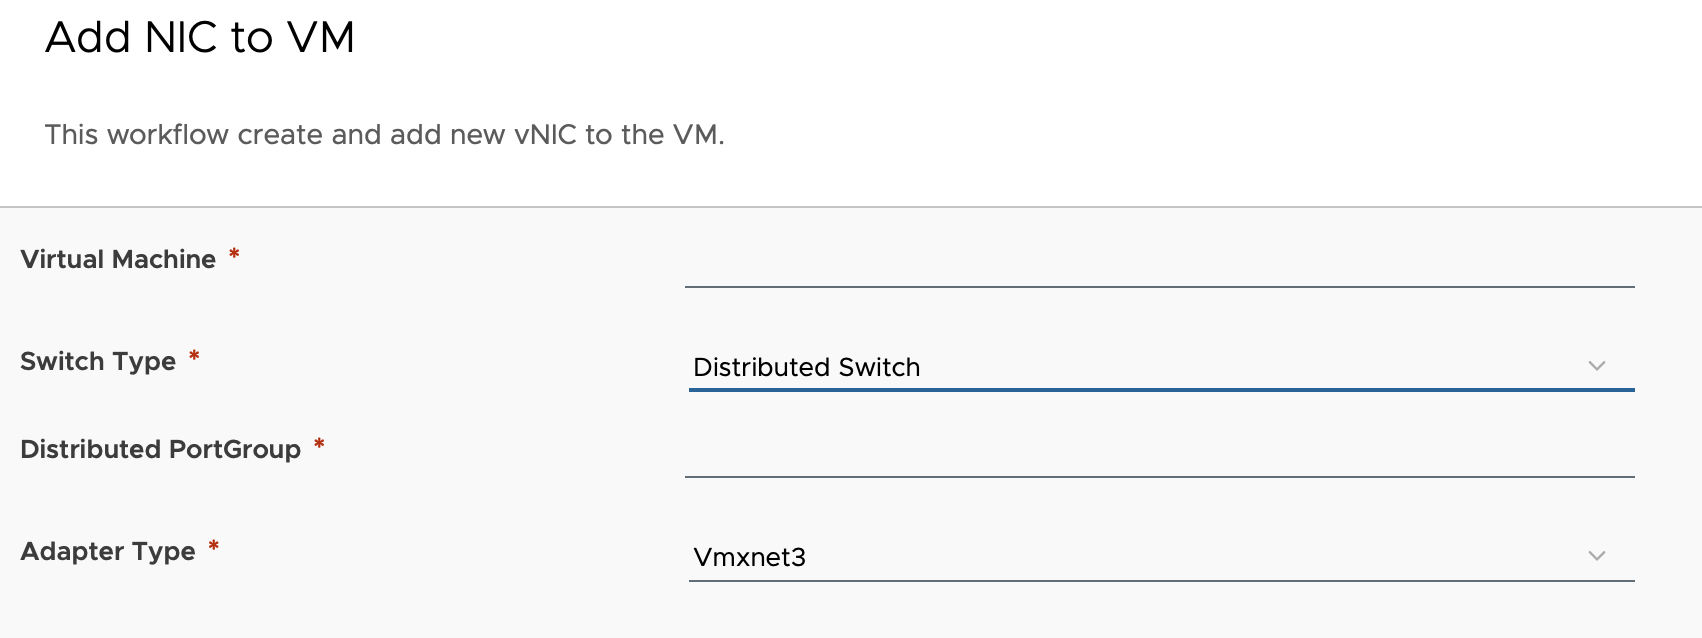 Add NIC to VM
This workflow create and add new vNIC to the VM.
Virtual Machine *
Switch Type *
Distributed Switch
Distributed PortGroup *
Adapter Type *
Vmxnet3